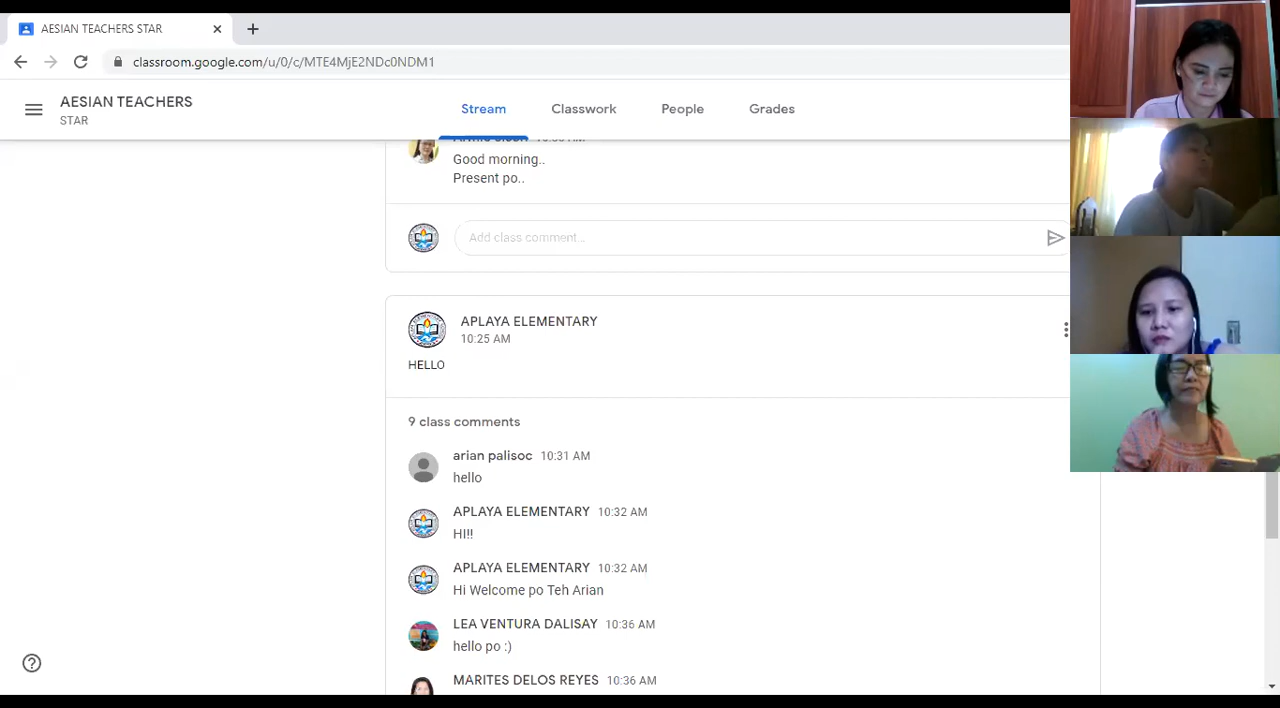 AESIAN TEACHERS STAR
classroom.google.com/u/0/c/MTE4MjE2NDc0NDM1
AESIAN TEACHERS
STAR
Stream Classwork People Grades
Good morning..
Present po..
Add class comment...
APLAYA ELEMENTARY
10:25 AM
HELLO
9 class comments
arian palisoc 10:31 AM
hello
APLAYA ELEMENTARY 10:32 AM
HI!!
APLAYA ELEMENTARY 10:32 AM
Hi Welcome po Teh Arian
LEA VENTURA DALISAY 10:36 AM
hello po :)
MARITES DELOS REYES 10:36 AM